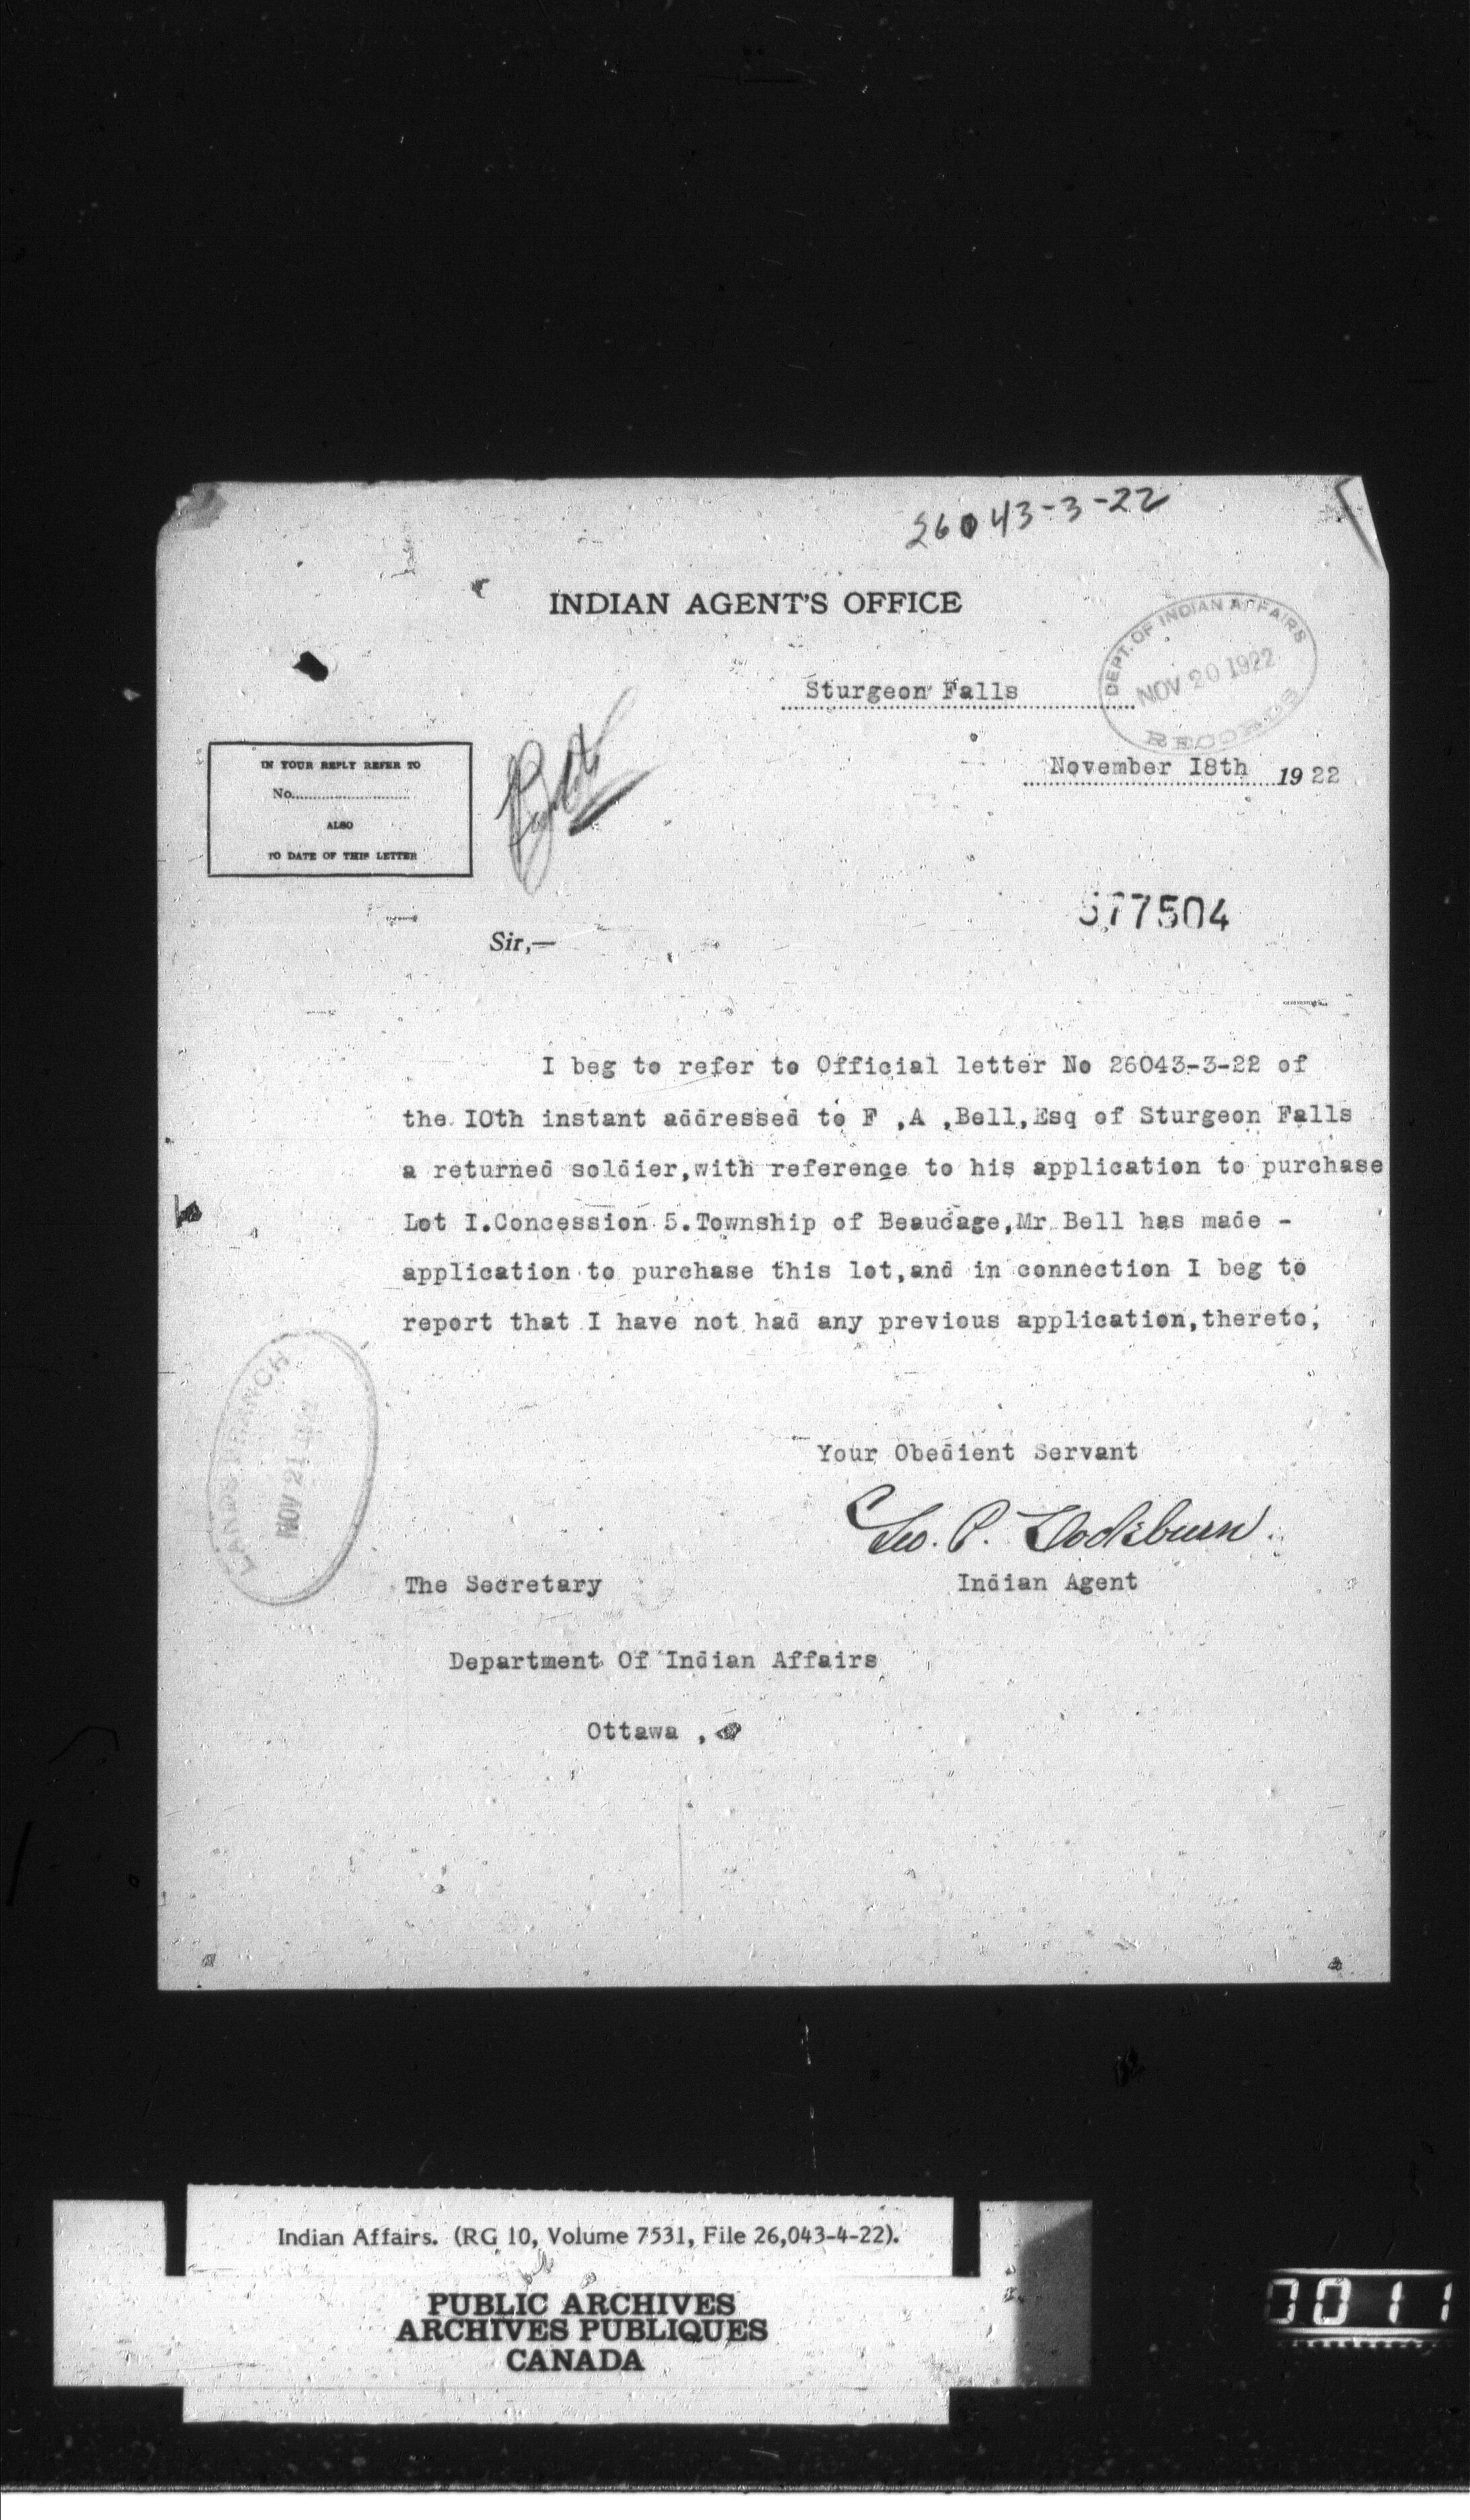 26043-3-22
INDIAN AGENT'S OFFICE
DEPT. OF INDIAN AFFAIRS
NOV 20 1922
RECORDS
Sturgeon Falls
November I8th 1922
IN YOUR REPLY REFER TO
No.
ALSO
TO DATE OF THIS LETTER
577504
Sir,—
I beg to refer to Official letter No 26043-3-22 of
the IOth instant addressed to F ,A ,Bell,Esq of Sturgeon Falls
a returned soldier,with reference to his application to purchase
Lot I.Concession 5.Township of Beaucage,Mr Bell has made -
application to purchase this lot,and in connection I beg to
report that I have not had any previous application,thereto,
LANDS BRANCH
NOV 21 1922
Your Obedient Servant
Geo. P. Cockburn.
Indian Agent
The Secretary
Department Of Indian Affairs
Ottawa ,
Indian Affairs. (RG 10, Volume 7531, File 26,043-4-22).
PUBLIC ARCHIVES
ARCHIVES PUBLIQUES
CANADA
0011